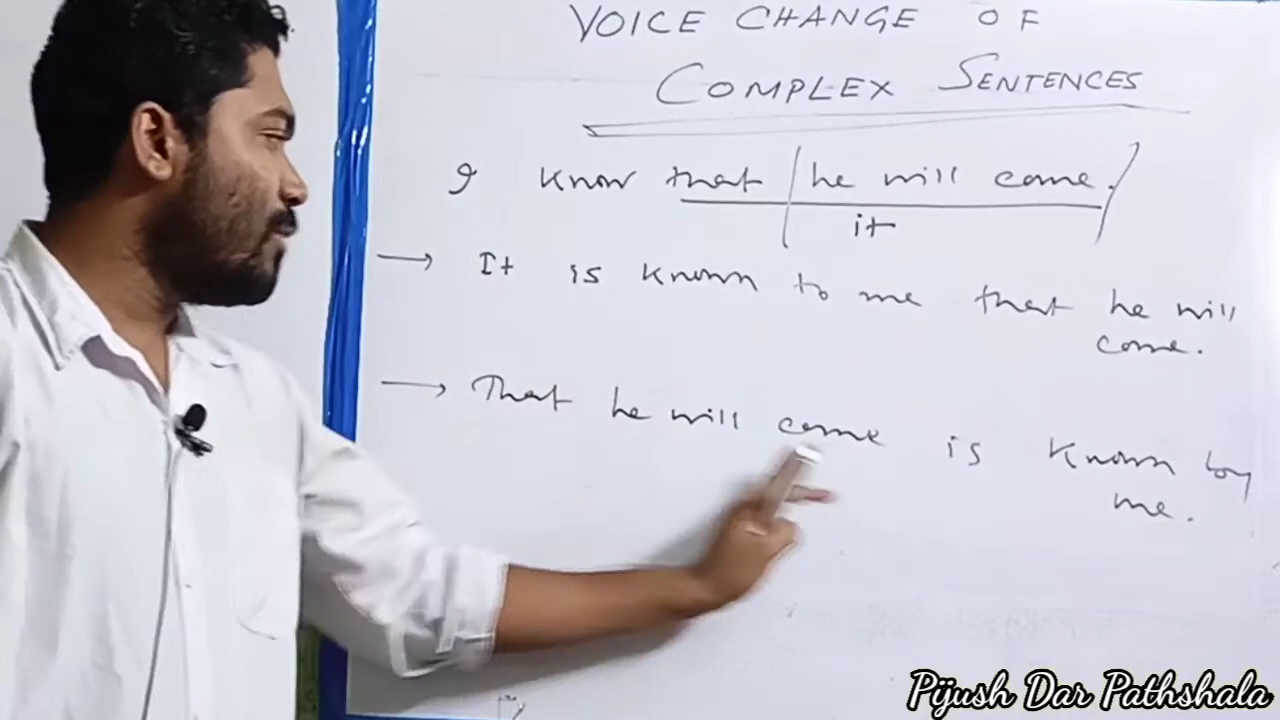 VOICE CHANGE OF
COMPLEX SENTENCES
I know that he will come.
it
→ It is known to me that he will
come.
→ That he will come is known by
me.
Pijush Dar Pathshala